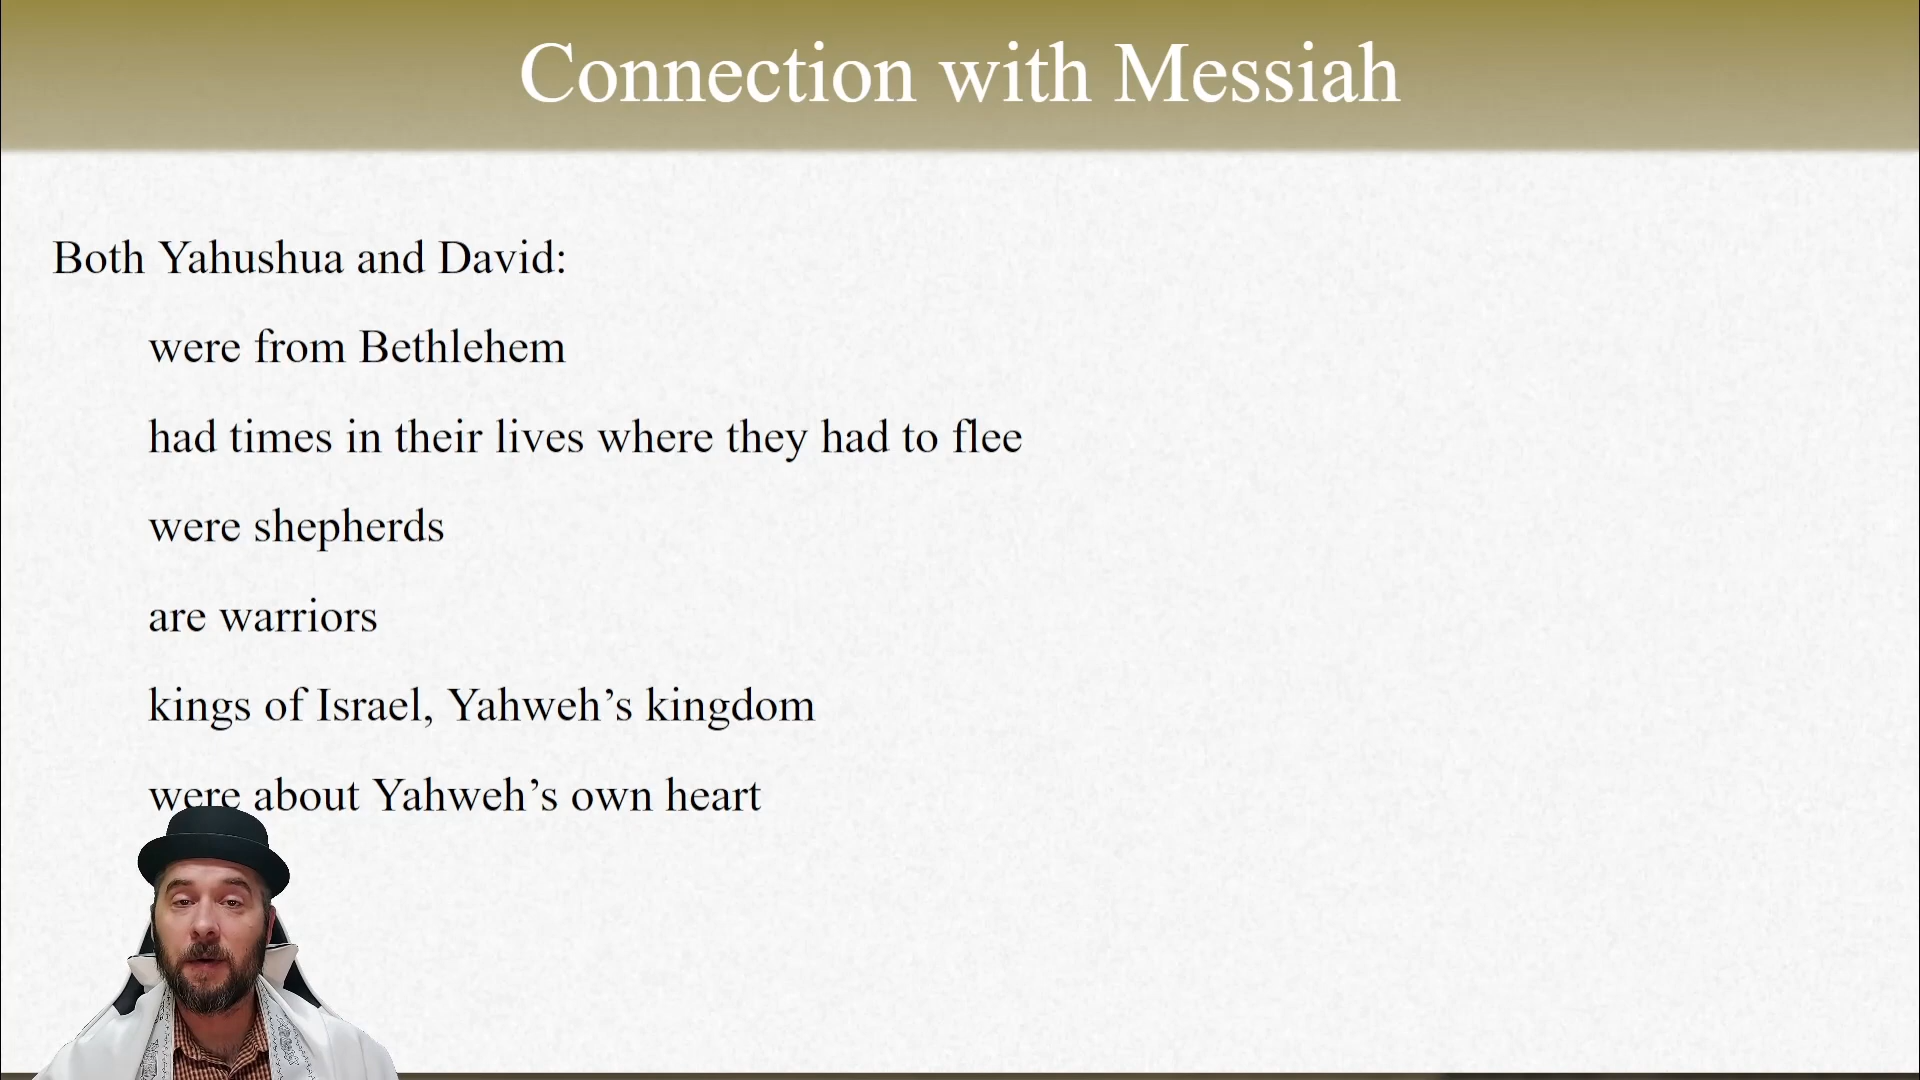 Connection with Messiah
Both Yahushua and David:
were from Bethlehem
had times in their lives where they had to flee
were shepherds
are warriors
kings of Israel, Yahweh’s kingdom
were about Yahweh’s own heart